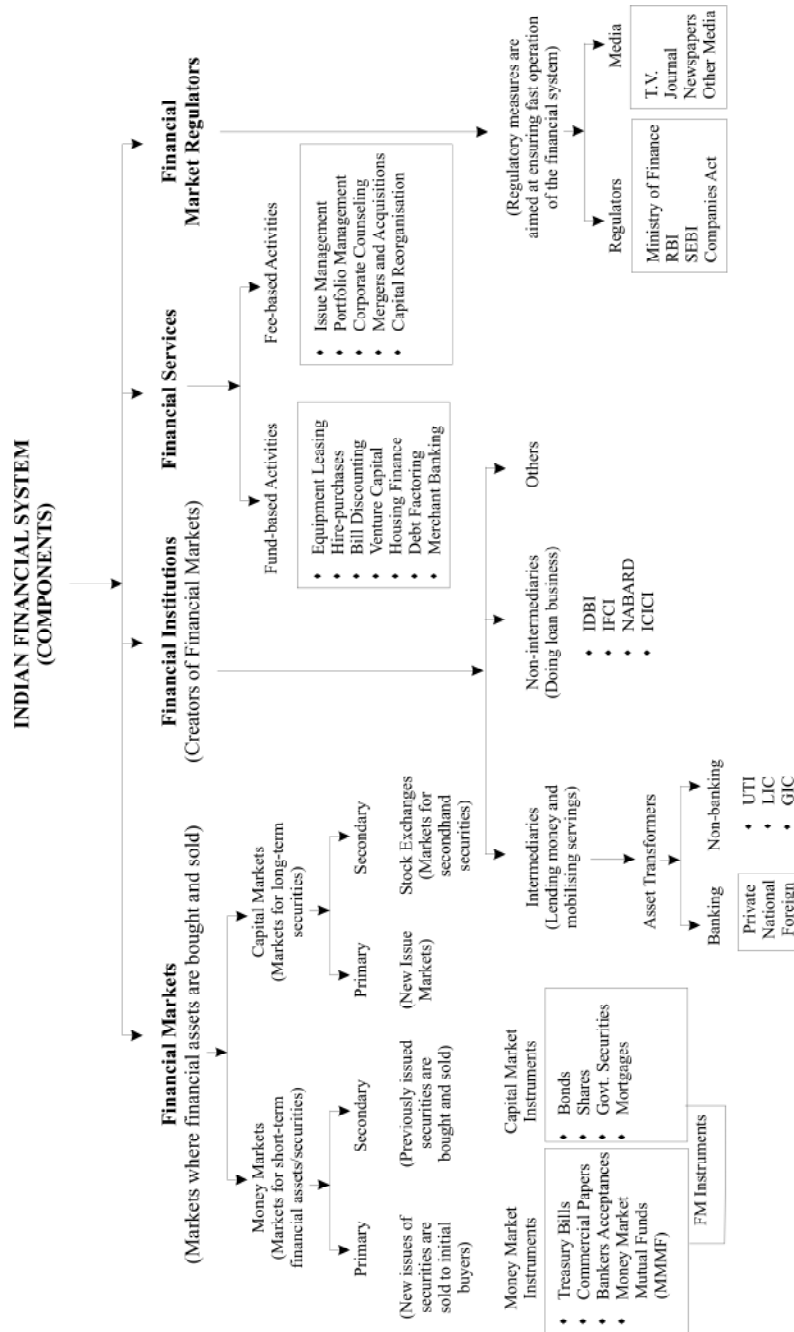 INDIAN FINANCIAL SYSTEM
(COMPONENTS)
Financial Markets
(Markets where financial assets are bought and sold)
Money Markets
(Markets for short-term
financial assets/securities)
Primary
(New issues of
securities are
sold to initial
buyers)
Secondary
(Previously issued
securities are
bought and sold)
Capital Markets
(Markets for long-term
securities)
Primary
(New Issue
Markets)
Secondary
Stock Exchanges
(Markets for
secondhand
securities)
Money Market
Instruments
♦ Treasury Bills
♦ Commercial Papers
♦ Bankers Acceptances
♦ Money Market
Mutual Funds
(MMMF)
Capital Market
Instruments
♦ Bonds
♦ Shares
♦ Govt. Securities
♦ Mortgages
FM Instruments
Financial Institutions
(Creators of Financial Markets)
Intermediaries
(Lending money and
mobilising servings)
Asset Transformers
Banking
Private
National
Foreign
Non-banking
♦ UTI
♦ LIC
♦ GIC
Non-intermediaries
(Doing loan business)
♦ IDBI
♦ IFCI
♦ NABARD
♦ ICICI
Others
Financial Services
Fund-based Activities
♦ Equipment Leasing
♦ Hire-purchases
♦ Bill Discounting
♦ Venture Capital
♦ Housing Finance
♦ Debt Factoring
♦ Merchant Banking
Fee-based Activities
♦ Issue Management
♦ Portfolio Management
♦ Corporate Counseling
♦ Mergers and Acquisitions
♦ Capital Reorganisation
Financial
Market Regulators
(Regulatory measures are
aimed at ensuring fast operation
of the financial system)
Regulators
Ministry of Finance
RBI
SEBI
Companies Act
Media
T.V.
Journal
Newspapers
Other Media